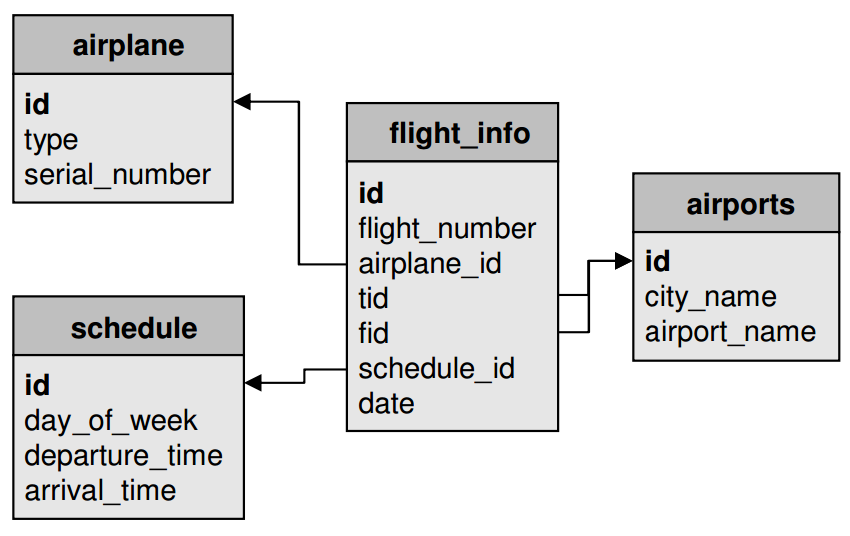 airplane
id
type
serial_number
flight_info
id
flight_number
airplane_id
tid
fid
schedule_id
date
airports
id
city_name
airport_name
schedule
id
day_of_week
departure_time
arrival_time